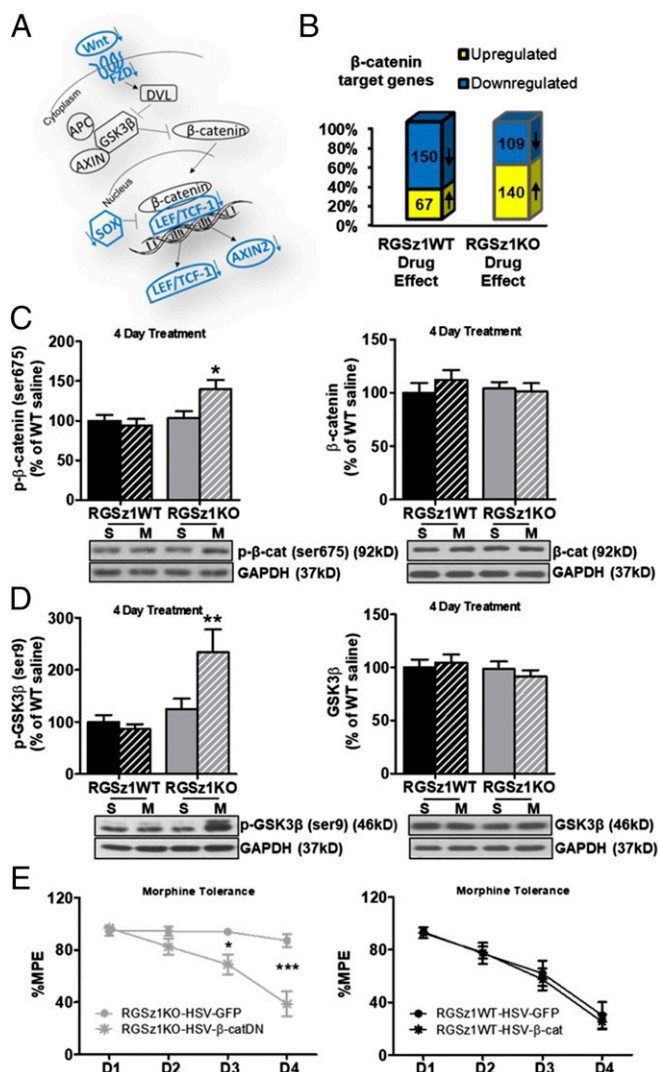 A
Wnt
FZD
Cytoplasm
DVL
APC
GSK3β
AXIN
β-catenin
Nucleus
β-catenin
LEF/TCF-1
SOX
AXIN2
LEF/TCF-1
B
β-catenin
target genes
Upregulated
Downregulated
100%
80%
60%
40%
20%
0%
150
67
109
140
RGSz1WT
Drug
Effect
RGSz1KO
Drug
Effect
C
4 Day Treatment
p-β-catenin (ser675)
(% of WT saline)
200
150
100
50
0
*
RGSz1WT RGSz1KO
S M S M
p-β-cat (ser675) (92kD)
GAPDH (37kD)
4 Day Treatment
β-catenin
(% of WT saline)
150
100
50
0
RGSz1WT RGSz1KO
S M S M
β-cat (92kD)
GAPDH (37kD)
D
4 Day Treatment
p-GSK3β (ser9)
(% of WT saline)
300
200
100
0
**
RGSz1WT RGSz1KO
S M S M
p-GSK3β (ser9) (46kD)
GAPDH (37kD)
4 Day Treatment
GSK3β
(% of WT saline)
150
100
50
0
RGSz1WT RGSz1KO
S M S M
GSK3β (46kD)
GAPDH (37kD)
E
Morphine Tolerance
%MPE
120
80
40
0
*
***
RGSz1KO-HSV-GFP
RGSz1KO-HSV-β-catDN
D1 D2 D3 D4
Morphine Tolerance
%MPE
120
80
40
0
RGSz1WT-HSV-GFP
RGSz1WT-HSV-β-cat
D1 D2 D3 D4